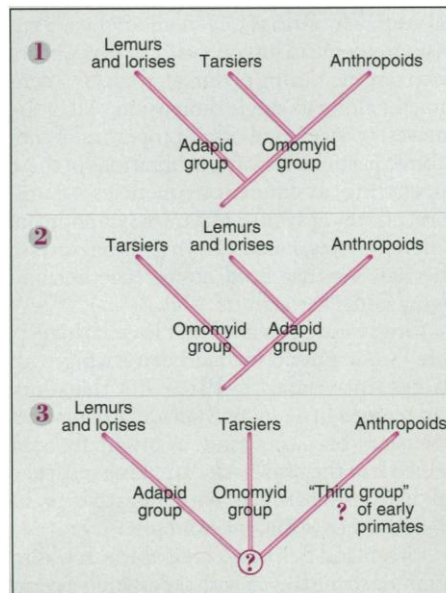 1
Lemurs
and lorises
Tarsiers
Anthropoids
Adapid
group
Omomyid
group
2
Tarsiers
Lemurs
and lorises
Anthropoids
Omomyid
group
Adapid
group
3
Lemurs
and lorises
Tarsiers
Anthropoids
Adapid
group
Omomyid
group
"Third group"
? of early
primates
?